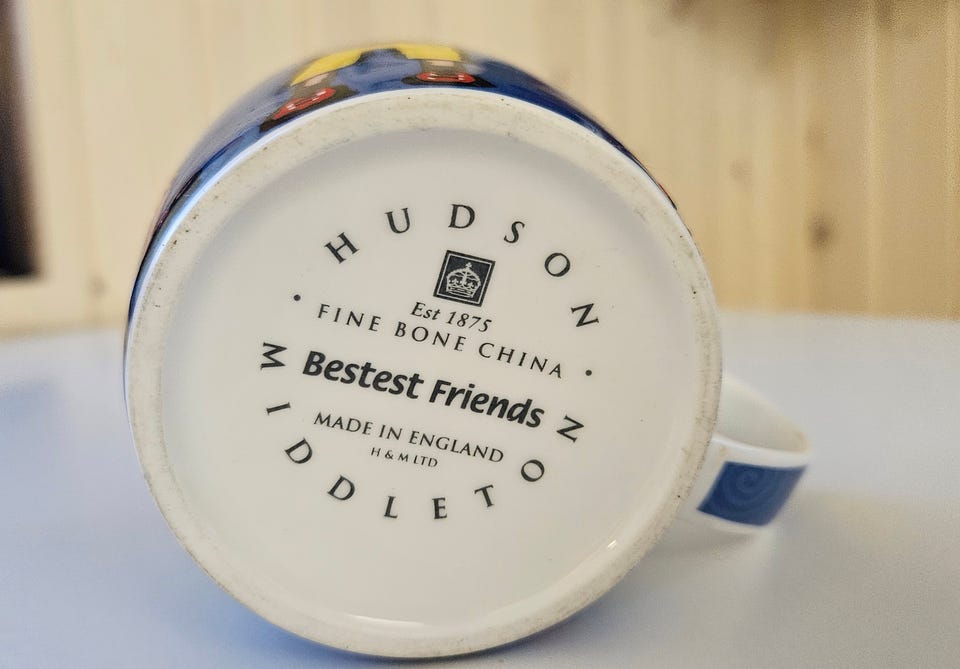 HUDSON
Est 1875
• FINE BONE CHINA •
Bestest Friends
MADE IN ENGLAND
H & M LTD
MIDDLETON